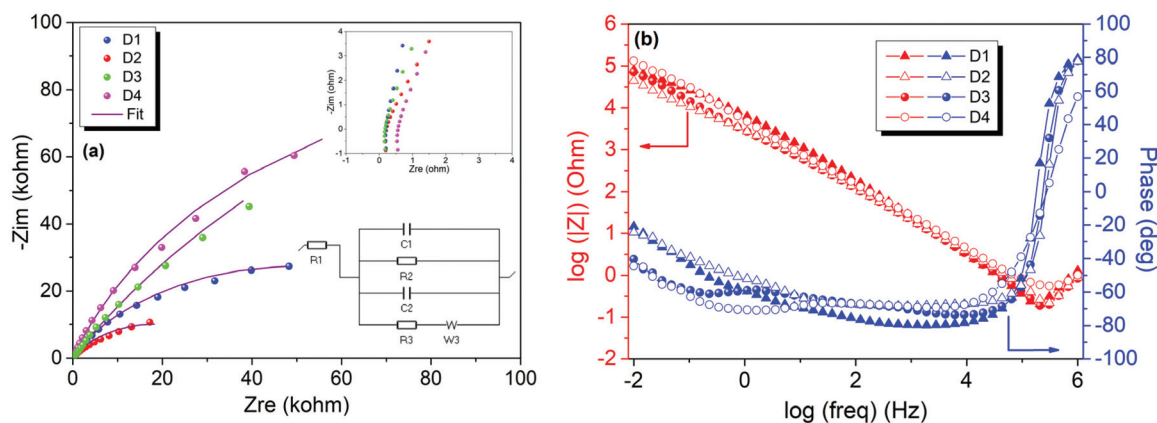 (a)
D1
D2
D3
D4
Fit
-Zim (kohm)
100
80
60
40
20
0
0 20 40 60 80 100
Zre (kohm)
-Zim (ohm)
4
3
2
1
0
-1
-1 0 1 2 3 4
Zre (ohm)
R1
C1
R2
C2
R3 W3
(b)
D1
D2
D3
D4
log (|Z|) (Ohm)
8
7
6
5
4
3
2
1
0
-1
-2
-2 0 2 4 6
log (freq) (Hz)
Phase (deg)
100
80
60
40
20
0
-20
-40
-60
-80
-100